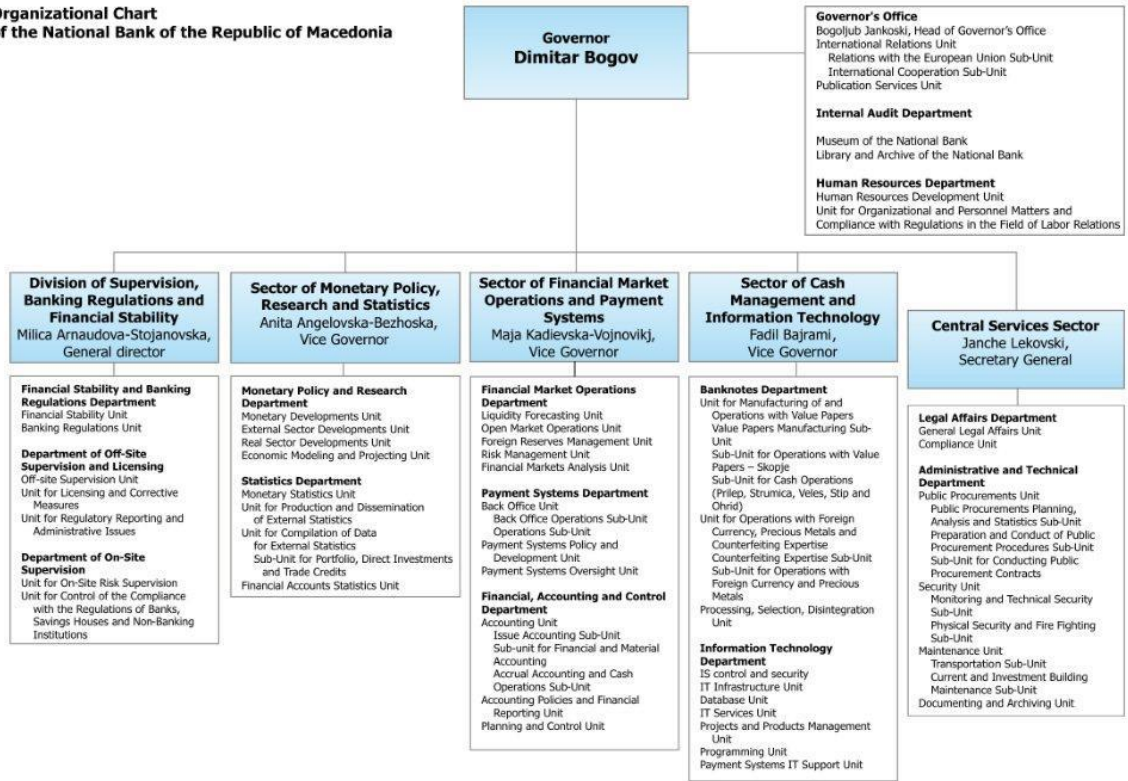 Organizational Chart
of the National Bank of the Republic of Macedonia
Governor
Dimitar Bogov
Governor's Office
Bogoljub Jankoski, Head of Governor's Office
International Relations Unit
Relations with the European Union Sub-Unit
International Cooperation Sub-Unit
Publication Services Unit
Internal Audit Department
Museum of the National Bank
Library and Archive of the National Bank
Human Resources Department
Human Resources Development Unit
Unit for Organizational and Personnel Matters and
Compliance with Regulations in the Field of Labor Relations
Division of Supervision,
Banking Regulations and
Financial Stability
Milica Arnaudova-Stojanovska,
General director
Financial Stability and Banking
Regulations Department
Financial Stability Unit
Banking Regulations Unit
Department of Off-Site
Supervision and Licensing
Off-site Supervision Unit
Unit for Licensing and Corrective
Measures
Unit for Regulatory Reporting and
Administrative Issues
Department of On-Site
Supervision
Unit for On-Site Risk Supervision
Unit for Control of the Compliance
with the Regulations of Banks,
Savings Houses and Non-Banking
Institutions
Sector of Monetary Policy,
Research and Statistics
Anita Angelovska-Bezhoska,
Vice Governor
Monetary Policy and Research
Department
Monetary Developments Unit
External Sector Developments Unit
Real Sector Developments Unit
Economic Modeling and Projecting Unit
Statistics Department
Monetary Statistics Unit
Unit for Production and Dissemination
of External Statistics
Unit for Compilation of Data
for External Statistics
Sub-Unit for Portfolio, Direct Investments
and Trade Credits
Financial Accounts Statistics Unit
Sector of Financial Market
Operations and Payment
Systems
Maja Kadievska-Vojnovikj,
Vice Governor
Financial Market Operations
Department
Liquidity Forecasting Unit
Open Market Operations Unit
Foreign Reserves Management Unit
Risk Management Unit
Financial Markets Analysis Unit
Payment Systems Department
Back Office Unit
Back Office Operations Sub-Unit
Operations Sub-Unit
Payment Systems Policy and
Development Unit
Payment Systems Oversight Unit
Financial, Accounting and Control
Department
Accounting Unit
Issue Accounting Sub-Unit
Sub-unit for Financial and Material
Accounting
Accrual Accounting and Cash
Operations Sub-Unit
Accounting Policies and Financial
Reporting Unit
Planning and Control Unit
Sector of Cash
Management and
Information Technology
Fadil Bajrami,
Vice Governor
Banknotes Department
Unit for Manufacturing of and
Operations with Value Papers
Value Papers Manufacturing Sub-
Unit
Sub-Unit for Operations with Value
Papers – Skopje
Sub-Unit for Cash Operations
(Prilep, Strumica, Veles, Stip and
Ohrid)
Unit for Operations with Foreign
Currency, Precious Metals and
Counterfeiting Expertise
Counterfeiting Expertise Sub-Unit
Sub-Unit for Operations with
Foreign Currency and Precious
Metals
Processing, Selection, Disintegration
Unit
Information Technology
Department
IS control and security
IT Infrastructure Unit
Database Unit
IT Services Unit
Projects and Products Management
Unit
Programming Unit
Payment Systems IT Support Unit
Central Services Sector
Janche Lekovski,
Secretary General
Legal Affairs Department
General Legal Affairs Unit
Compliance Unit
Administrative and Technical
Department
Public Procurements Unit
Public Procurements Planning,
Analysis and Statistics Sub-Unit
Preparation and Conduct of Public
Procurement Procedures Sub-Unit
Sub-Unit for Conducting Public
Procurement Contracts
Security Unit
Monitoring and Technical Security
Sub-Unit
Physical Security and Fire Fighting
Sub-Unit
Maintenance Unit
Transportation Sub-Unit
Current and Investment Building
Maintenance Sub-Unit
Documenting and Archiving Unit